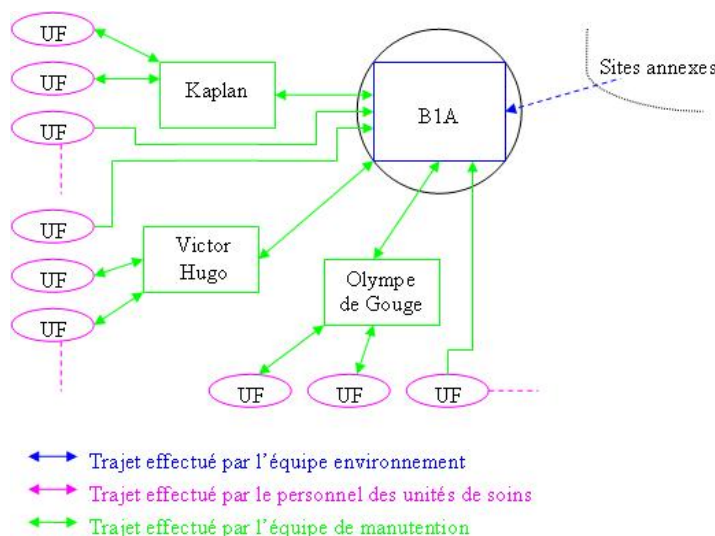 UF
UF
Kaplan
UF
B1A
Sites annexes
UF
UF
Victor
Hugo
UF
Olympe
de Gouge
UF
UF
UF
Trajet effectué par l'équipe environnement
Trajet effectué par le personnel des unités de soins
Trajet effectué par l'équipe de manutention